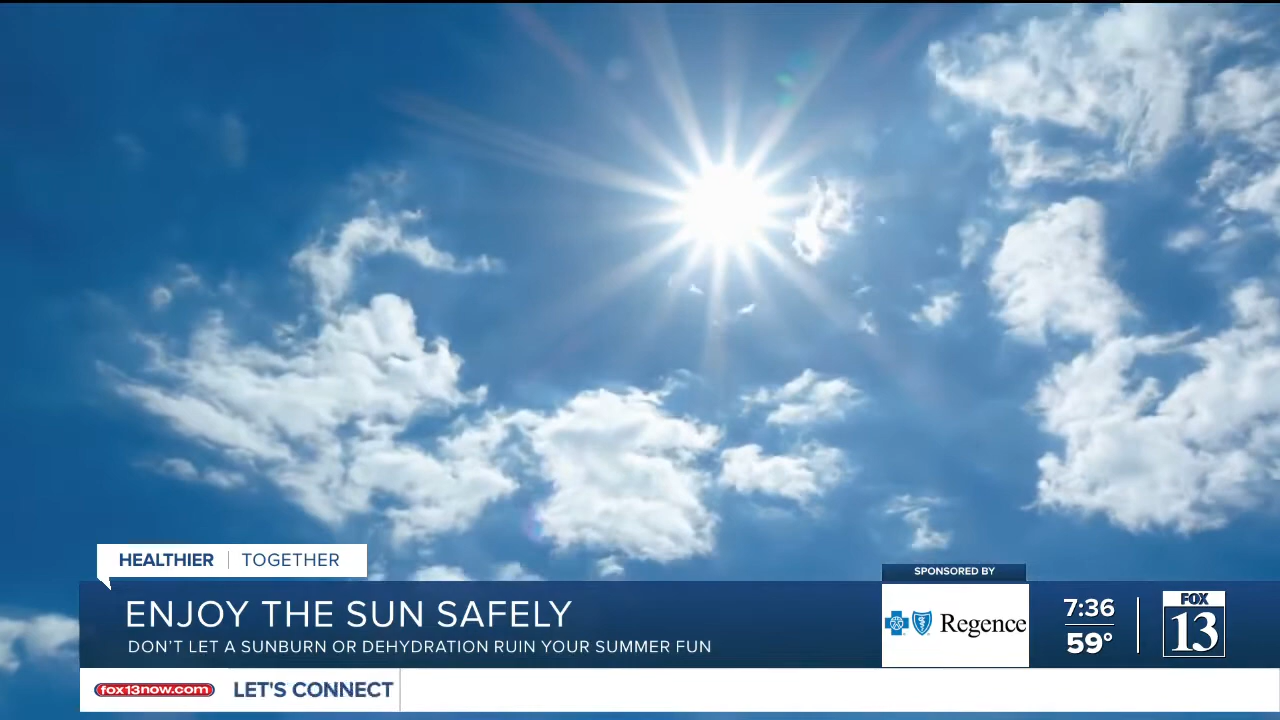 HEALTHIER | TOGETHER
ENJOY THE SUN SAFELY
DON'T LET A SUNBURN OR DEHYDRATION RUIN YOUR SUMMER FUN
SPONSORED BY
Regence
7:36
59°
FOX
13
fox13now.com LET'S CONNECT